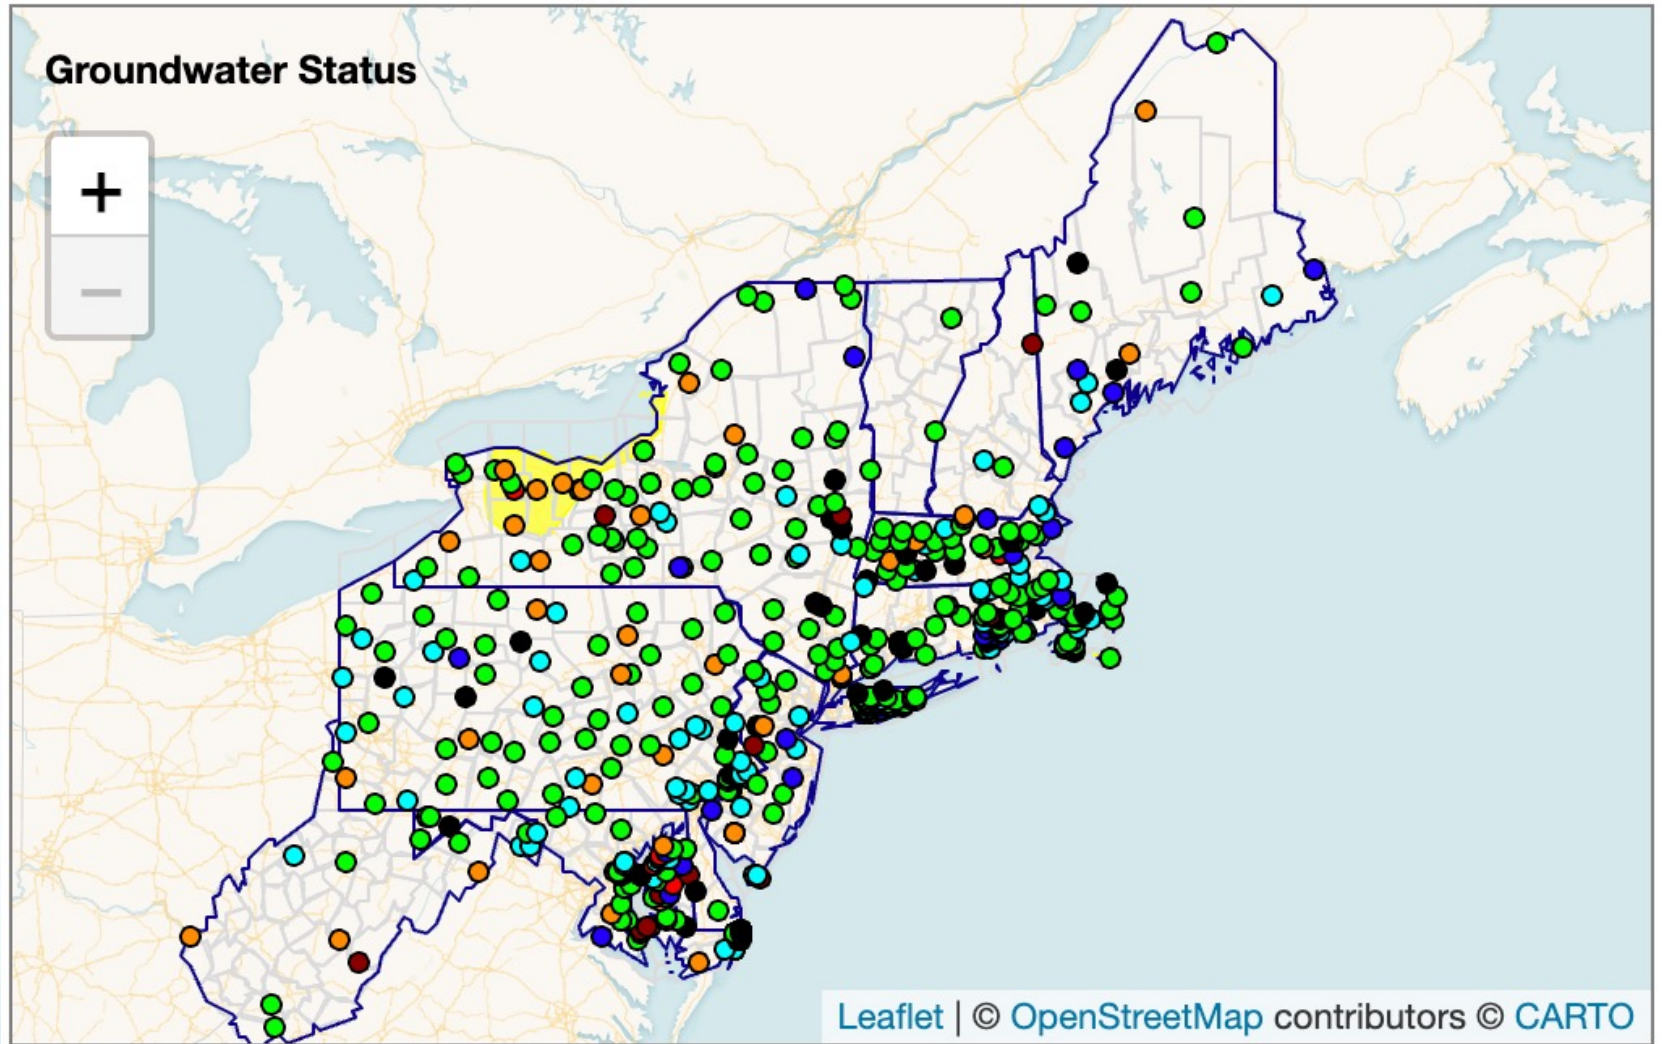 Groundwater Status
+
−
Leaflet | © OpenStreetMap contributors © CARTO